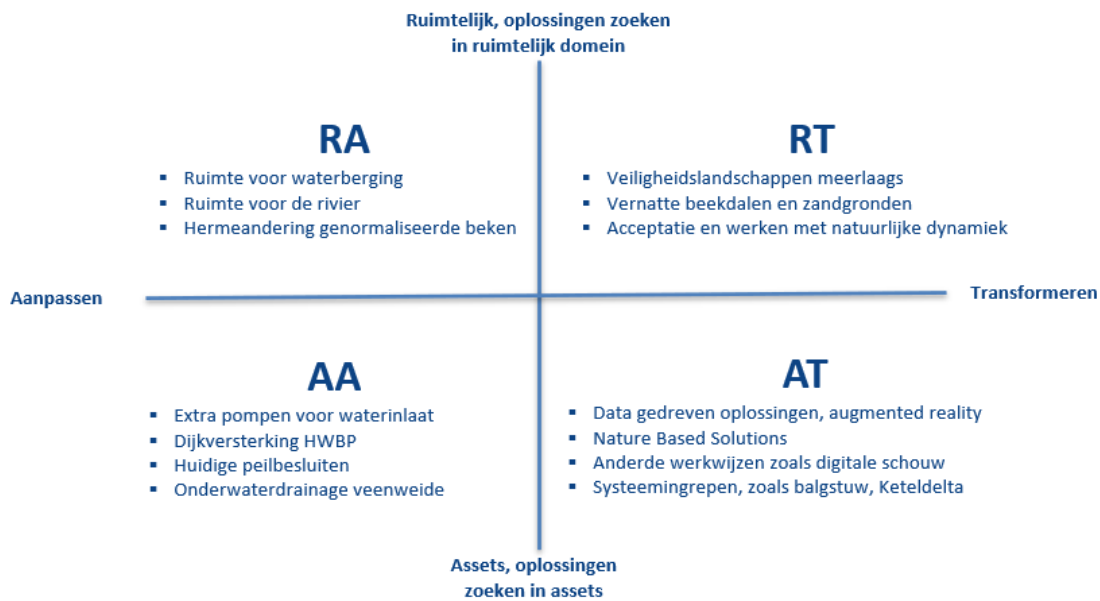 Ruimtelijk, oplossingen zoeken
in ruimtelijk domein
RA
▪ Ruimte voor waterberging
▪ Ruimte voor de rivier
▪ Hermeandering genormaliseerde beken
RT
▪ Veiligheidslandschappen meerlaags
▪ Vernatte beekdalen en zandgronden
▪ Acceptatie en werken met natuurlijke dynamiek
Aanpassen
Transformeren
AA
▪ Extra pompen voor waterinlaat
▪ Dijkversterking HWBP
▪ Huidige peilbesluiten
▪ Onderwaterdrainage veenweide
AT
▪ Data gedreven oplossingen, augmented reality
▪ Nature Based Solutions
▪ Anderde werkwijzen zoals digitale schouw
▪ Systeemingrepen, zoals balgstuw, Keteldelta
Assets, oplossingen
zoeken in assets